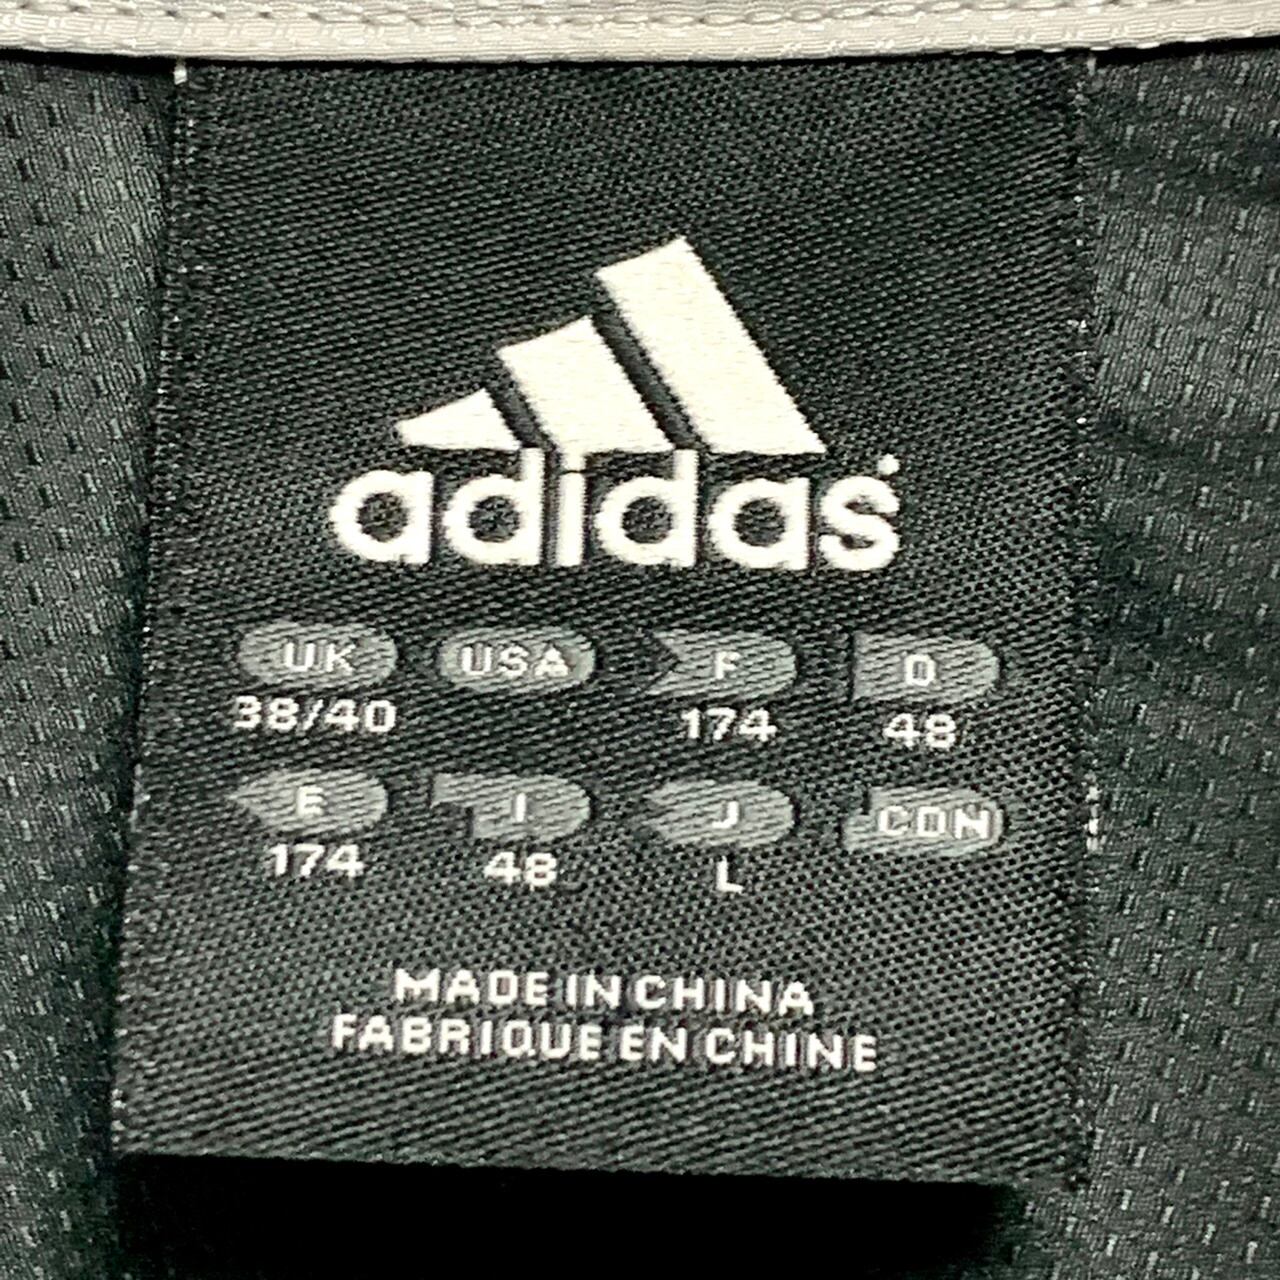 adidas
UK USA F D
38/40 174 48
E I J CDN
174 48 L
MADE IN CHINA
FABRIQUE EN CHINE